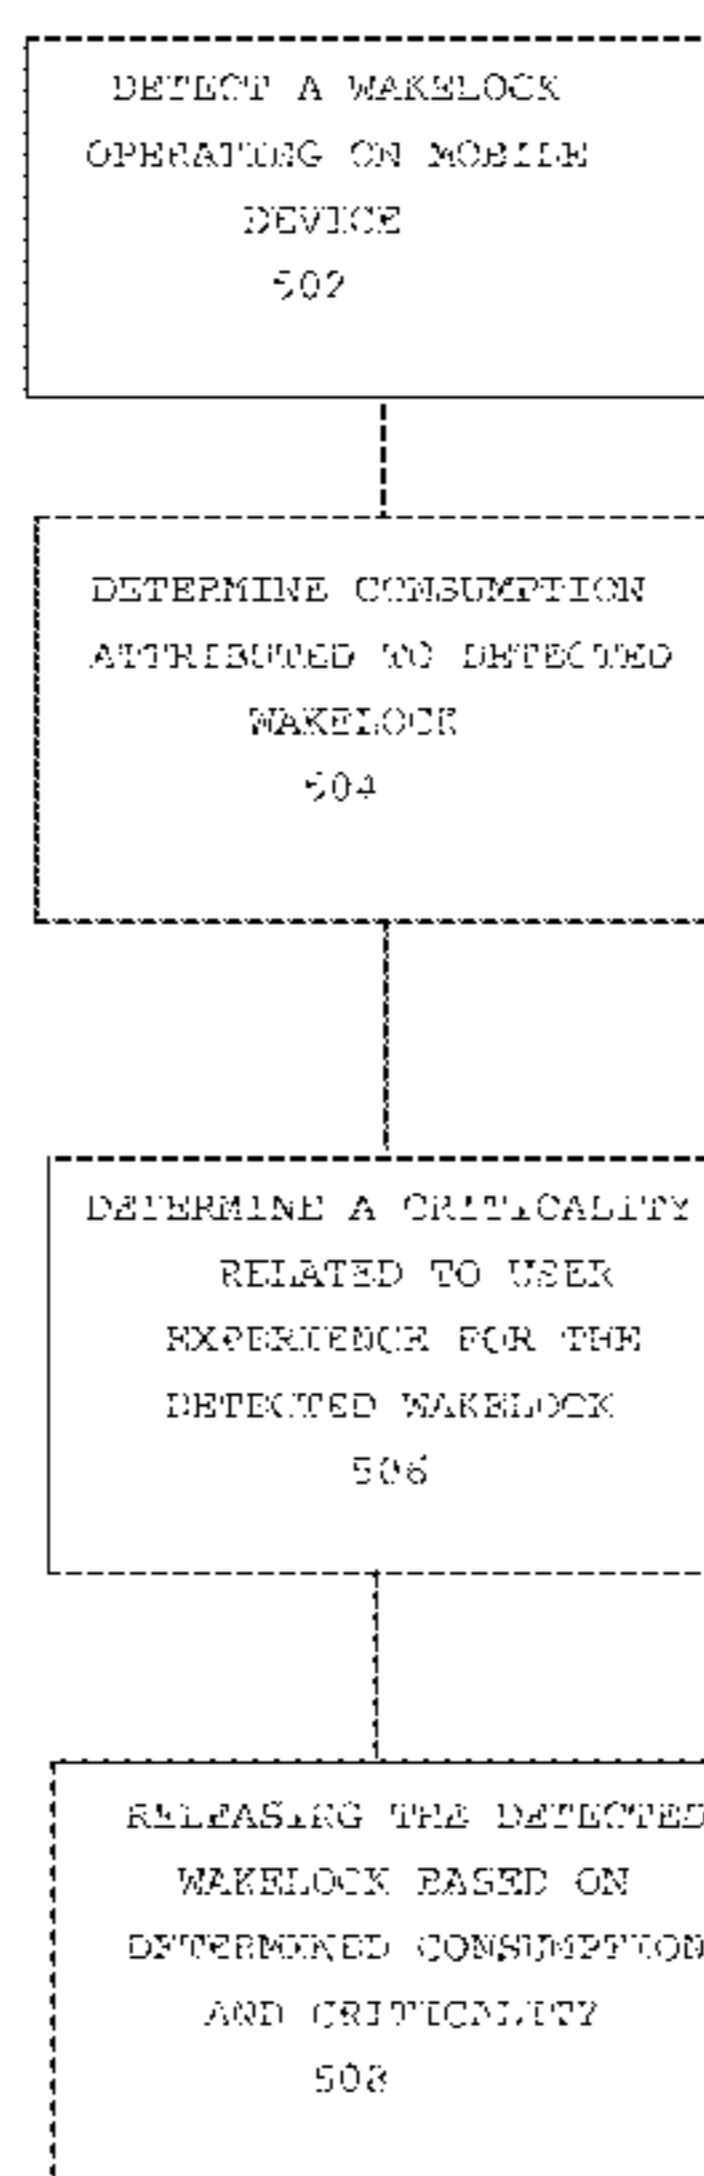 DETECT A WAKELOCK
OPERATING ON MOBILE
DEVICE
502
DETERMINE CONSUMPTION
ATTRIBUTED TO DETECTED
WAKELOCK
504
DETERMINE A CRITICALITY
RELATED TO USER
EXPERIENCE FOR THE
DETECTED WAKELOCK
506
RELEASING THE DETECTED
WAKELOCK BASED ON
DETERMINED CONSUMPTION
AND CRITICALITY
508